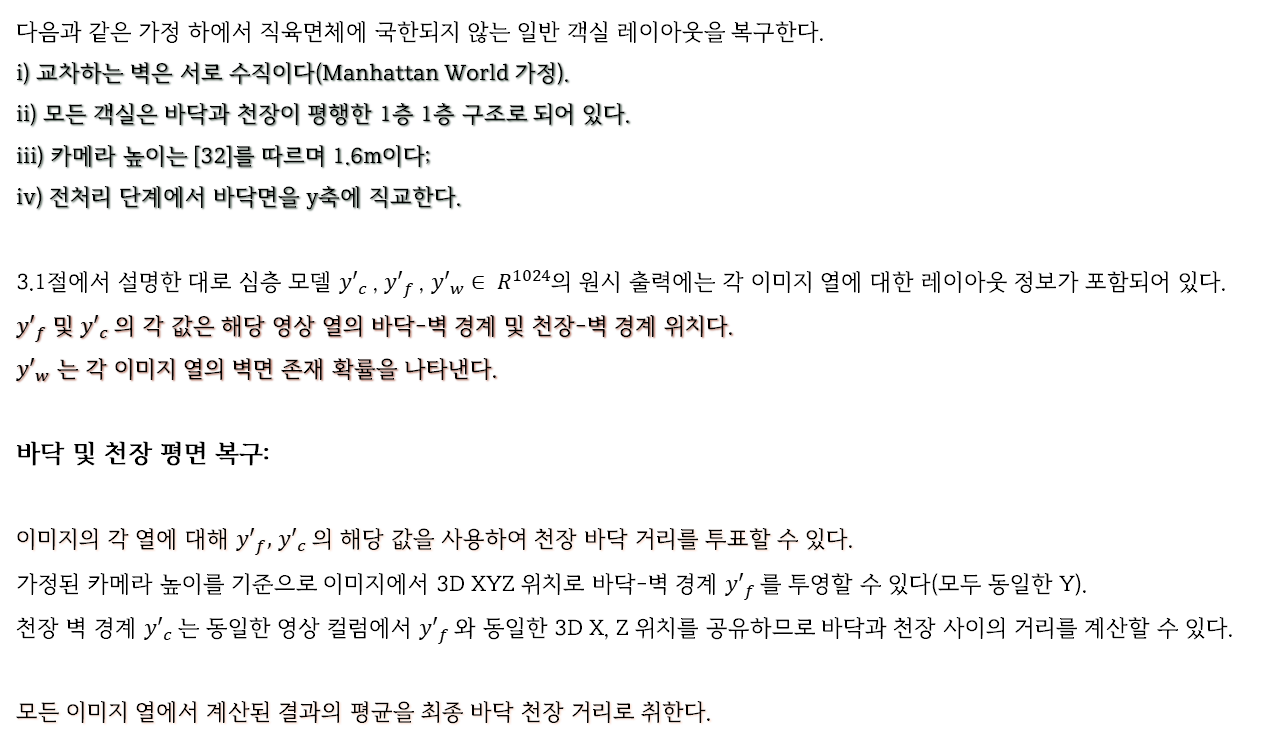 다음과 같은 가정 하에서 직육면체에 국한되지 않는 일반 객실 레이아웃을 복구한다.
i) 교차하는 벽은 서로 수직이다(Manhattan World 가정).
ii) 모든 객실은 바닥과 천장이 평행한 1층 1층 구조로 되어 있다.
iii) 카메라 높이는 [32]를 따르며 1.6m이다;
iv) 전처리 단계에서 바닥면을 y축에 직교한다.
3.1절에서 설명한 대로 심층 모델 y′c , y′f , y′w ∈ R^1024의 원시 출력에는 각 이미지 열에 대한 레이아웃 정보가 포함되어 있다.
y′f 및 y′c 의 각 값은 해당 영상 열의 바닥-벽 경계 및 천장-벽 경계 위치다.
y′w 는 각 이미지 열의 벽면 존재 확률을 나타낸다.
바닥 및 천장 평면 복구:
이미지의 각 열에 대해 y′f, y′c 의 해당 값을 사용하여 천장 바닥 거리를 투표할 수 있다.
가정된 카메라 높이를 기준으로 이미지에서 3D XYZ 위치로 바닥-벽 경계 y′f 를 투영할 수 있다(모두 동일한 Y).
천장 벽 경계 y′c 는 동일한 영상 컬럼에서 y′f 와 동일한 3D X, Z 위치를 공유하므로 바닥과 천장 사이의 거리를 계산할 수 있다.
모든 이미지 열에서 계산된 결과의 평균을 최종 바닥 천장 거리로 취한다.